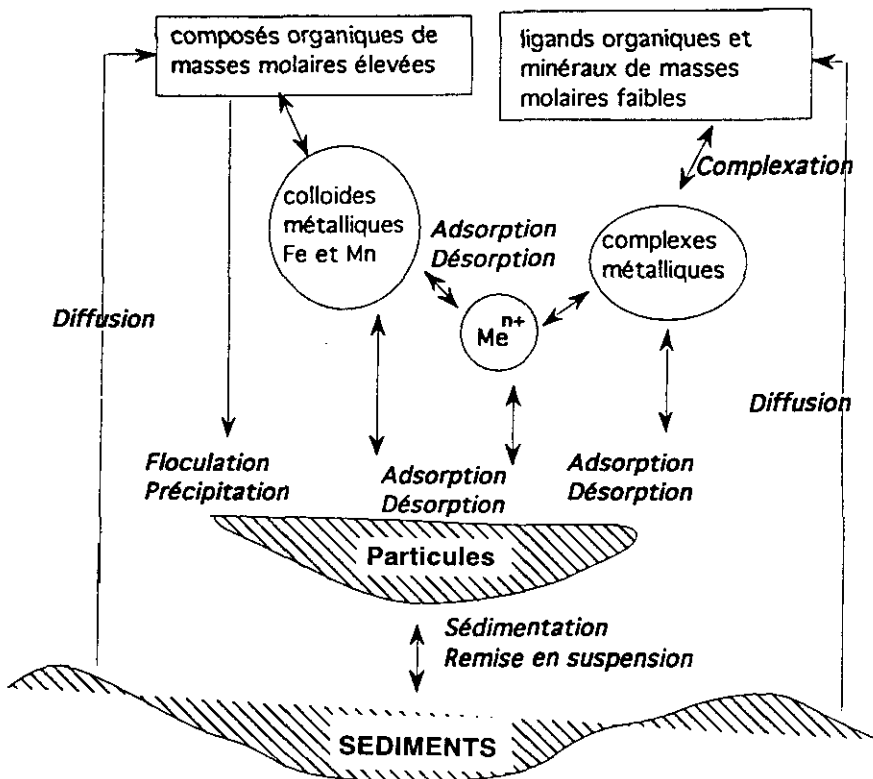 composés organiques de
masses molaires élevées
ligands organiques et
minéraux de masses
molaires faibles
Complexation
colloides
métalliques
Fe et Mn
Adsorption
Désorption
complexes
métalliques
Me^n+
Diffusion
Diffusion
Floculation
Précipitation
Adsorption
Désorption
Adsorption
Désorption
Particules
Sédimentation
Remise en suspension
SEDIMENTS